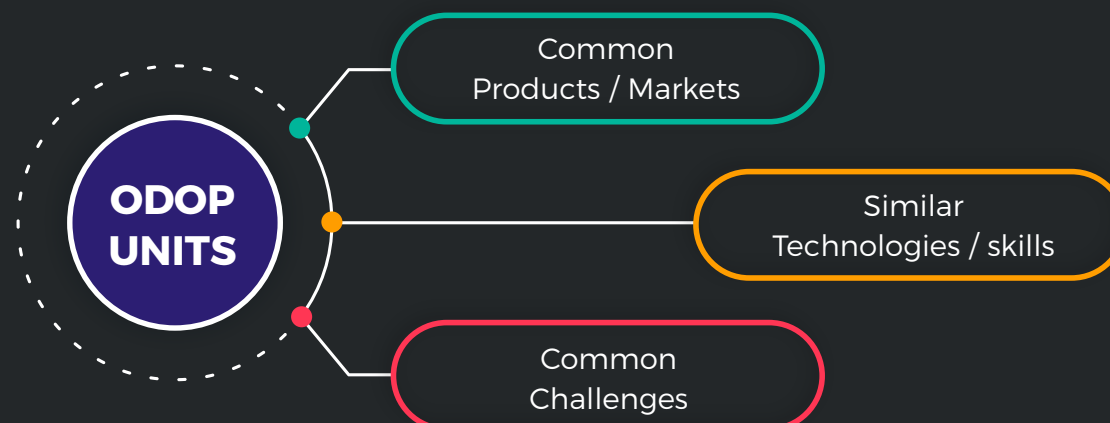 ODOP
UNITS
Common
Products / Markets
Similar
Technologies / skills
Common
Challenges